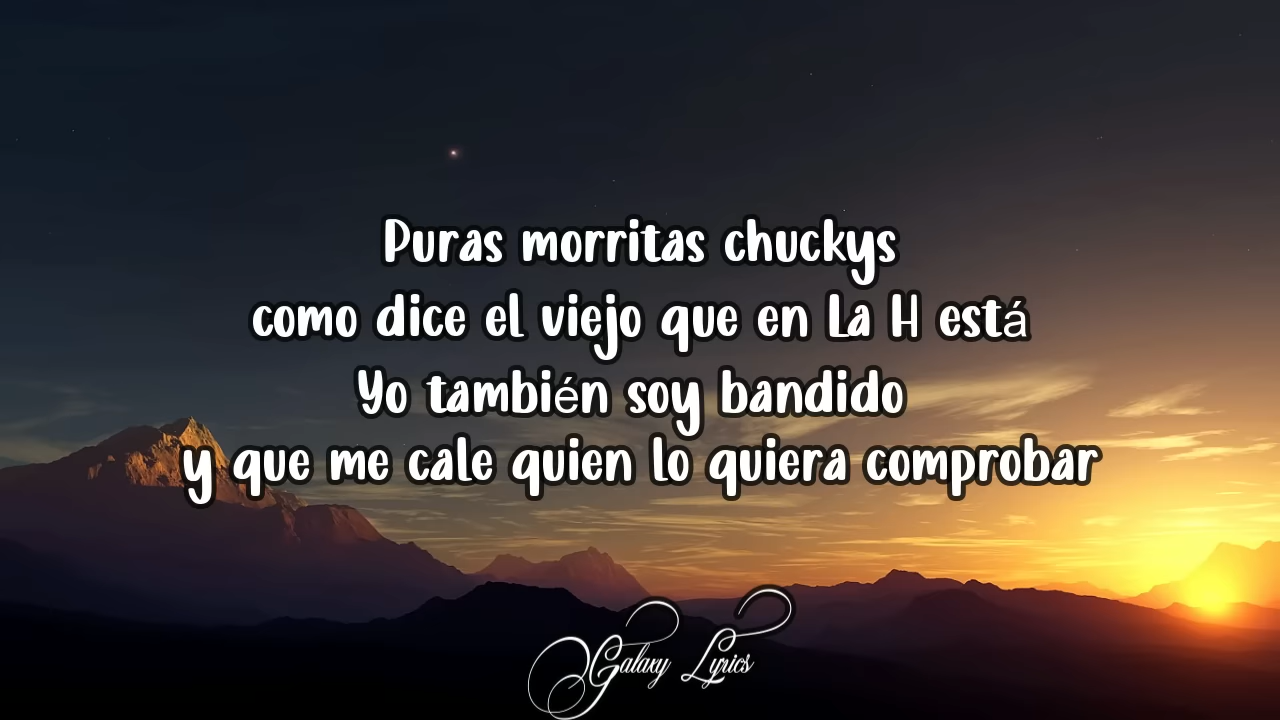 Puras morritas chuckys
como dice el viejo que en La H está
Yo también soy bandido
y que me cale quien lo quiera comprobar
Galaxy Lyrics